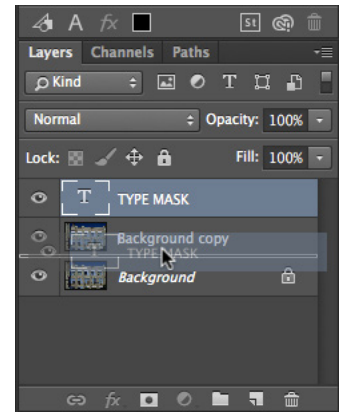 A fx St
Layers Channels Paths
Kind T
Normal Opacity: 100%
Lock: Fill: 100%
T TYPE MASK
Background copy
T TYPE MASK
Background
fx